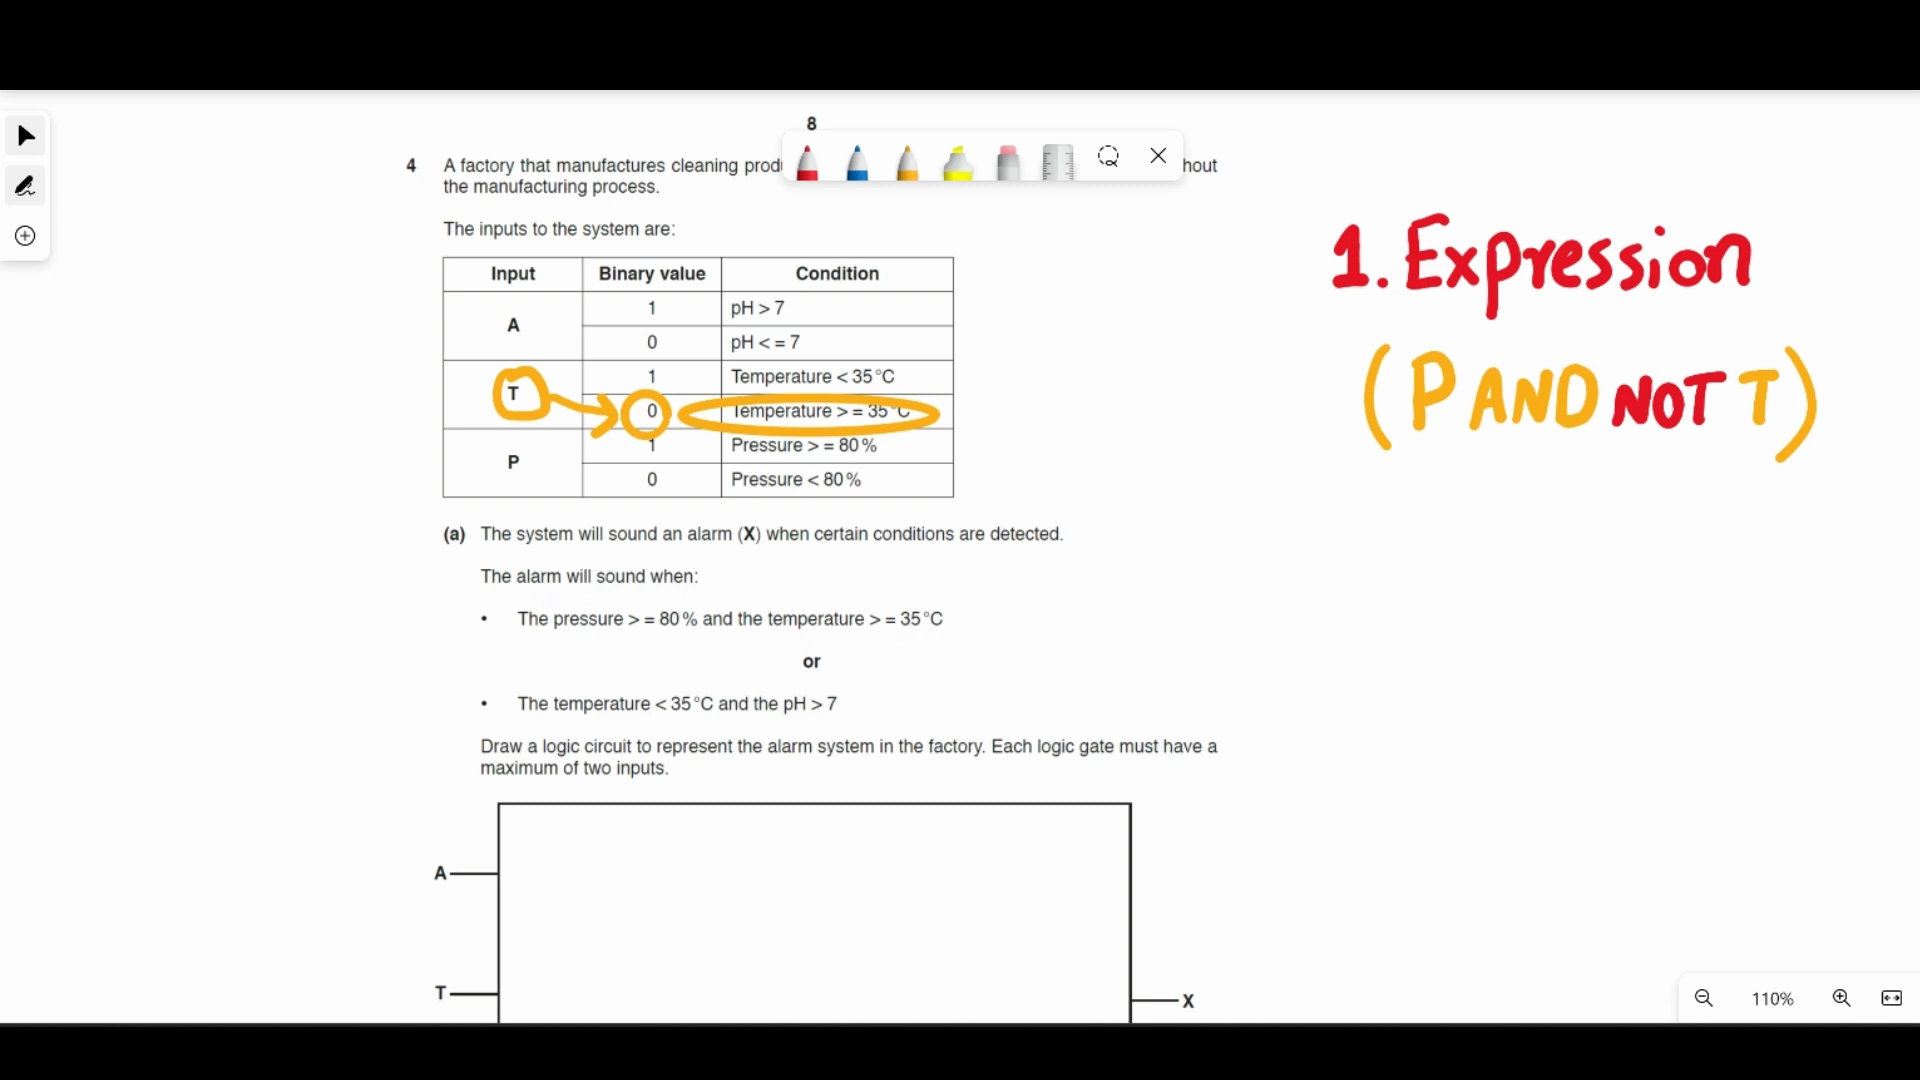 8
4 A factory that manufactures cleaning hout
the manufacturing process.
The inputs to the system are:
Input Binary value Condition
A 1 pH > 7
0 pH < = 7
T 1 Temperature < 35 °C
0 Temperature > = 35 °C
P 1 Pressure > = 80 %
0 Pressure < 80 %
(a) The system will sound an alarm (X) when certain conditions are detected.
The alarm will sound when:
• The pressure > = 80 % and the temperature > = 35 °C
or
• The temperature < 35 °C and the pH > 7
Draw a logic circuit to represent the alarm system in the factory. Each logic gate must have a
maximum of two inputs.
A
T
X
1. Expression
(P AND NOT T)
110%